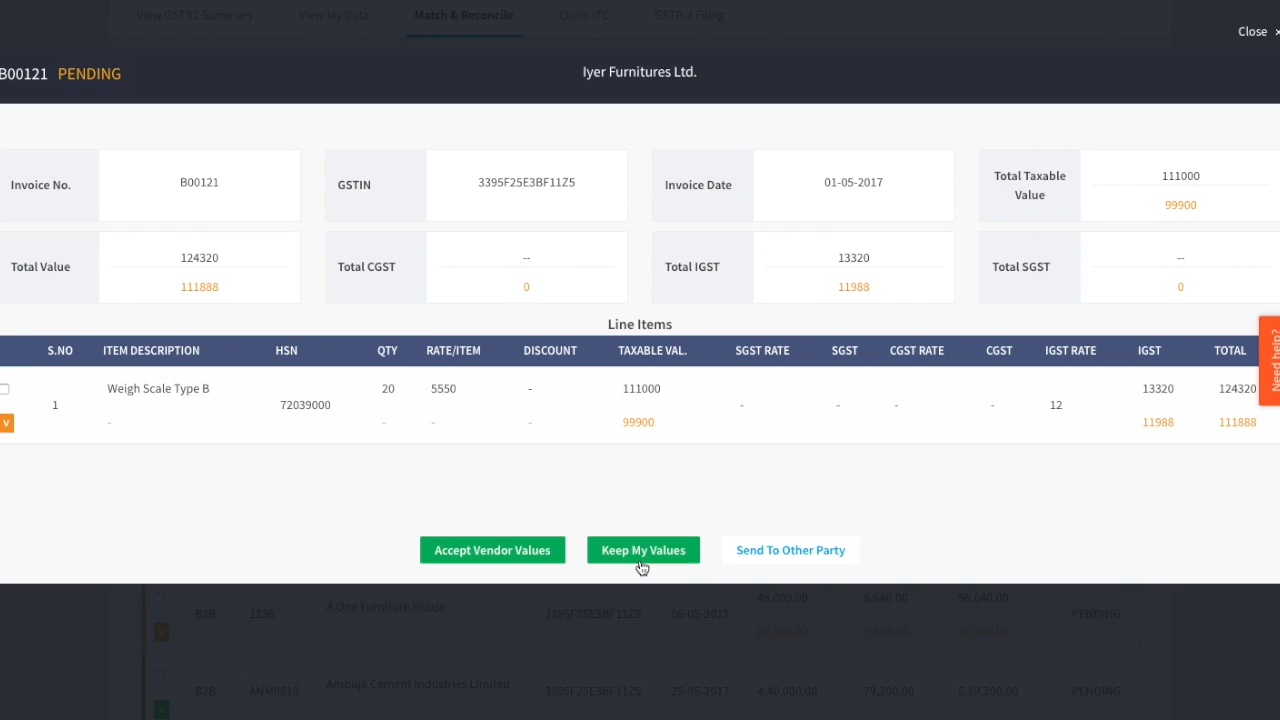 View GSTR2 Summary View My Data Match & Reconcile Claim ITC GSTR-2 Filing
Close ×
B00121 PENDING Iyer Furnitures Ltd.
Invoice No. B00121 GSTIN 3395F25E3BF11Z5 Invoice Date 01-05-2017 Total Taxable Value 111000
99900
Total Value 124320 Total CGST -- Total IGST 13320 Total SGST --
111888 0 11988 0
Line Items
S.NO ITEM DESCRIPTION HSN QTY RATE/ITEM DISCOUNT TAXABLE VAL. SGST RATE SGST CGST RATE CGST IGST RATE IGST TOTAL
Weigh Scale Type B 20 5550 - 111000 13320 124320
1 72039000 - - - - 12
V - - - - 99900 11988 111888
Need help?
Accept Vendor Values Keep My Values Send To Other Party
B2B 1236 A One Furniture House 3395F25E3BF11Z5 06-05-2017 48,000.00 8,640.00 56,640.00 PENDING
B2B ANM9810 Ambuja Cement Industries Limited 3395F25E3BF11Z5 25-05-2017 4,40,000.00 79,200.00 5,19,200.00 PENDING
V